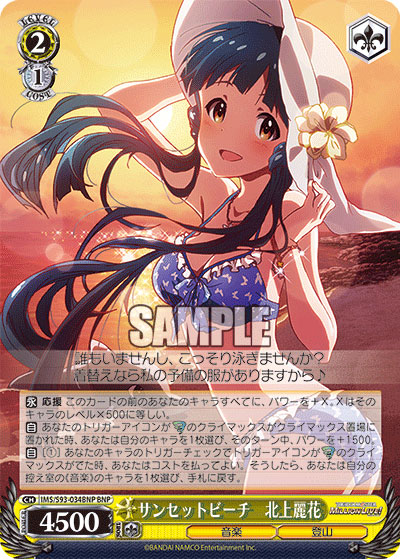 LEVEL
2
1
COST
SAMPLE
誰もいませんし、こっそり泳ぎませんか?
着替えなら私の予備の服がありますから♪
永 応援 このカードの前のあなたのキャラすべてに、パワーを+X。Xはそ
のキャラのレベル×500に等しい。
自 あなたのトリガーアイコンがのクライマックスがクライマックス置場
に置かれた時、あなたは自分のキャラを1枚選び、そのターン中、パワーを+1500。
自 [①] あなたのキャラのトリガーチェックでトリガーアイコンがのクラ
イマックスがでた時、あなたはコストを払ってよい。そうしたら、あなたは自分の控え室
のキャラを1枚選び、手札に戻す。
CH IMS/S93-034BNP BNP
サンセットビーチ 北上麗花
THE IDOLM@STER MILLION LIVE!
POWER
4500
SOUL
音楽
登山
©BANDAI NAMCO Entertainment Inc.